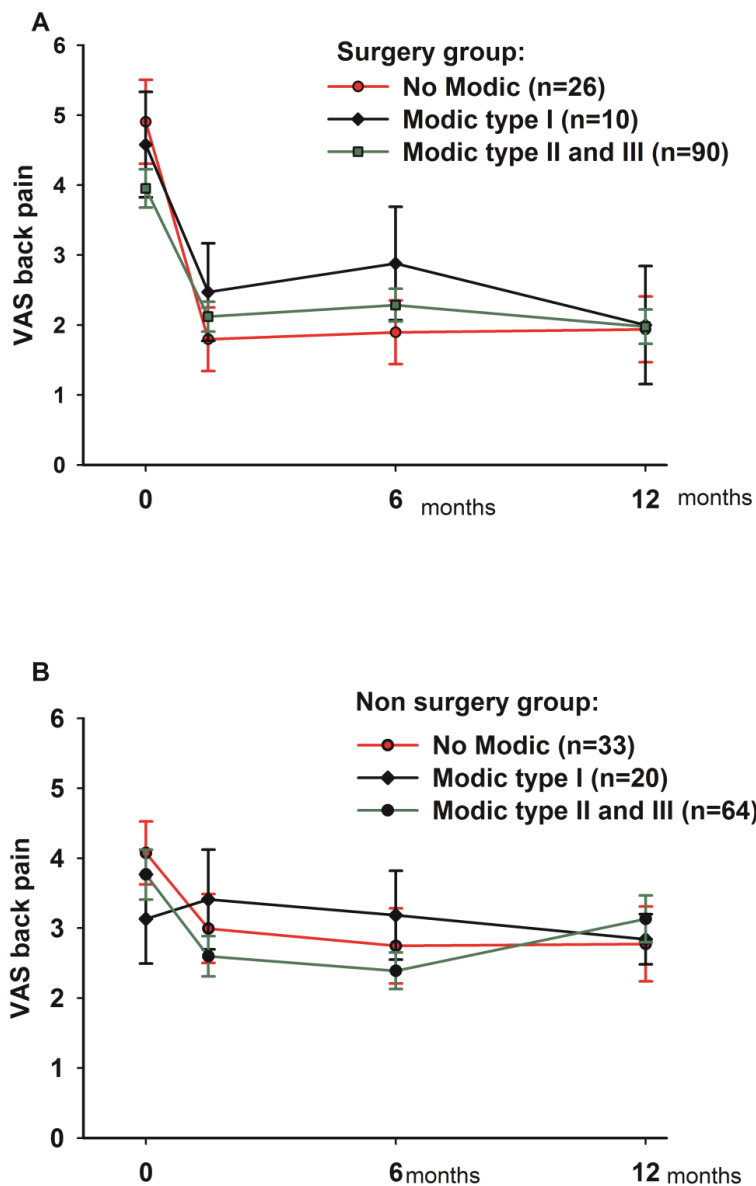 A
Surgery group:
No Modic (n=26)
Modic type I (n=10)
Modic type II and III (n=90)
VAS back pain
6
5
4
3
2
1
0
0 6 months 12 months
B
Non surgery group:
No Modic (n=33)
Modic type I (n=20)
Modic type II and III (n=64)
VAS back pain
6
5
4
3
2
1
0
0 6 months 12 months